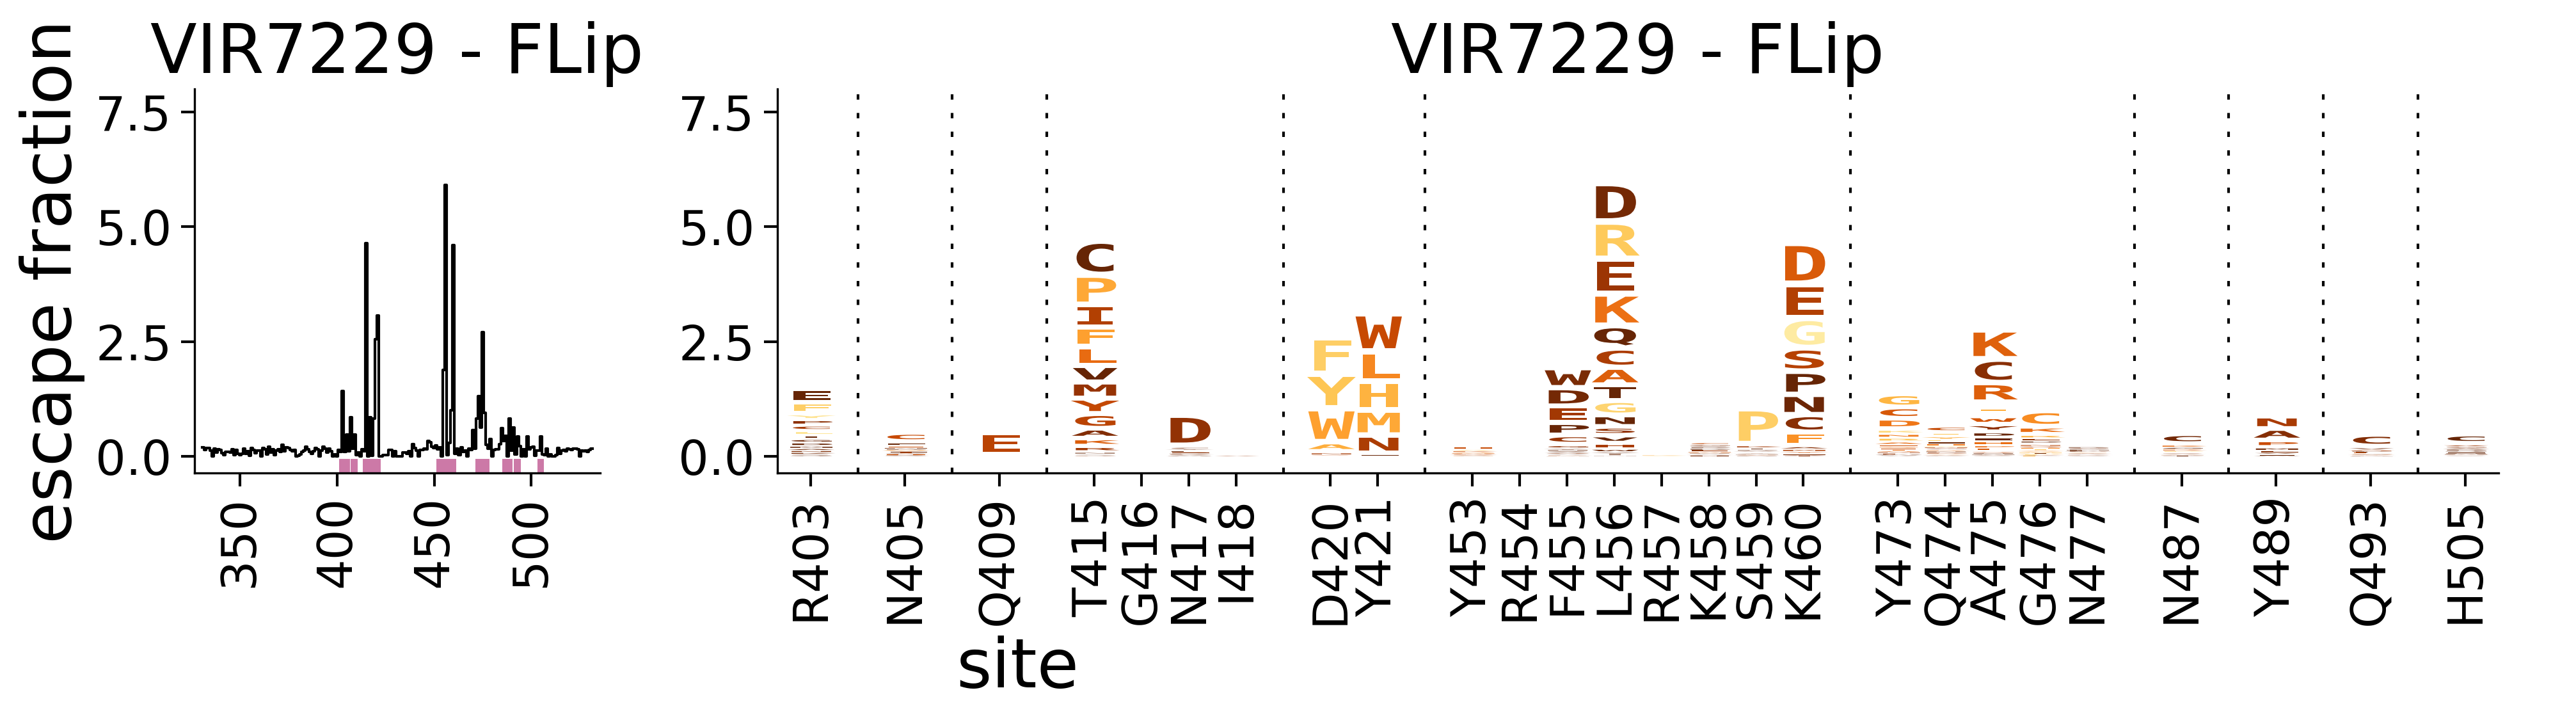 VIR7229 - FLip
escape fraction
7.5
5.0
2.5
0.0
350
400
450
500
VIR7229 - FLip
7.5
5.0
2.5
0.0
E
F
C
E
C
P
I
F
L
V
M
Y
G
A
K
D
F
Y
W
A
W
L
H
M
N
W
D
E
P
C
D
R
E
K
Q
C
A
T
G
N
S
V
P
D
E
G
S
P
N
C
F
G
C
D
K
C
R
W
Y
C
K
C
N
A
C
C
R403
N405
Q409
T415
G416
N417
I418
D420
Y421
Y453
R454
F455
L456
R457
K458
S459
K460
Y473
Q474
A475
G476
N477
N487
Y489
Q493
H505
site